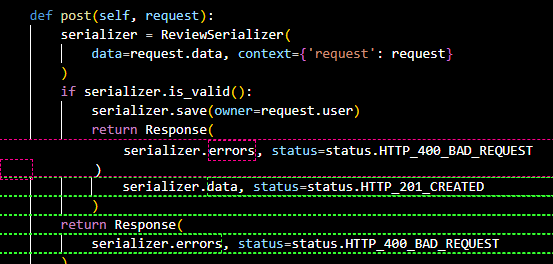 def post(self, request):
serializer = ReviewSerializer(
data=request.data, context={'request': request}
)
if serializer.is_valid():
serializer.save(owner=request.user)
return Response(
serializer.errors, status=status.HTTP_400_BAD_REQUEST
)
serializer.data, status=status.HTTP_201_CREATED
)
return Response(
serializer.errors, status=status.HTTP_400_BAD_REQUEST
)